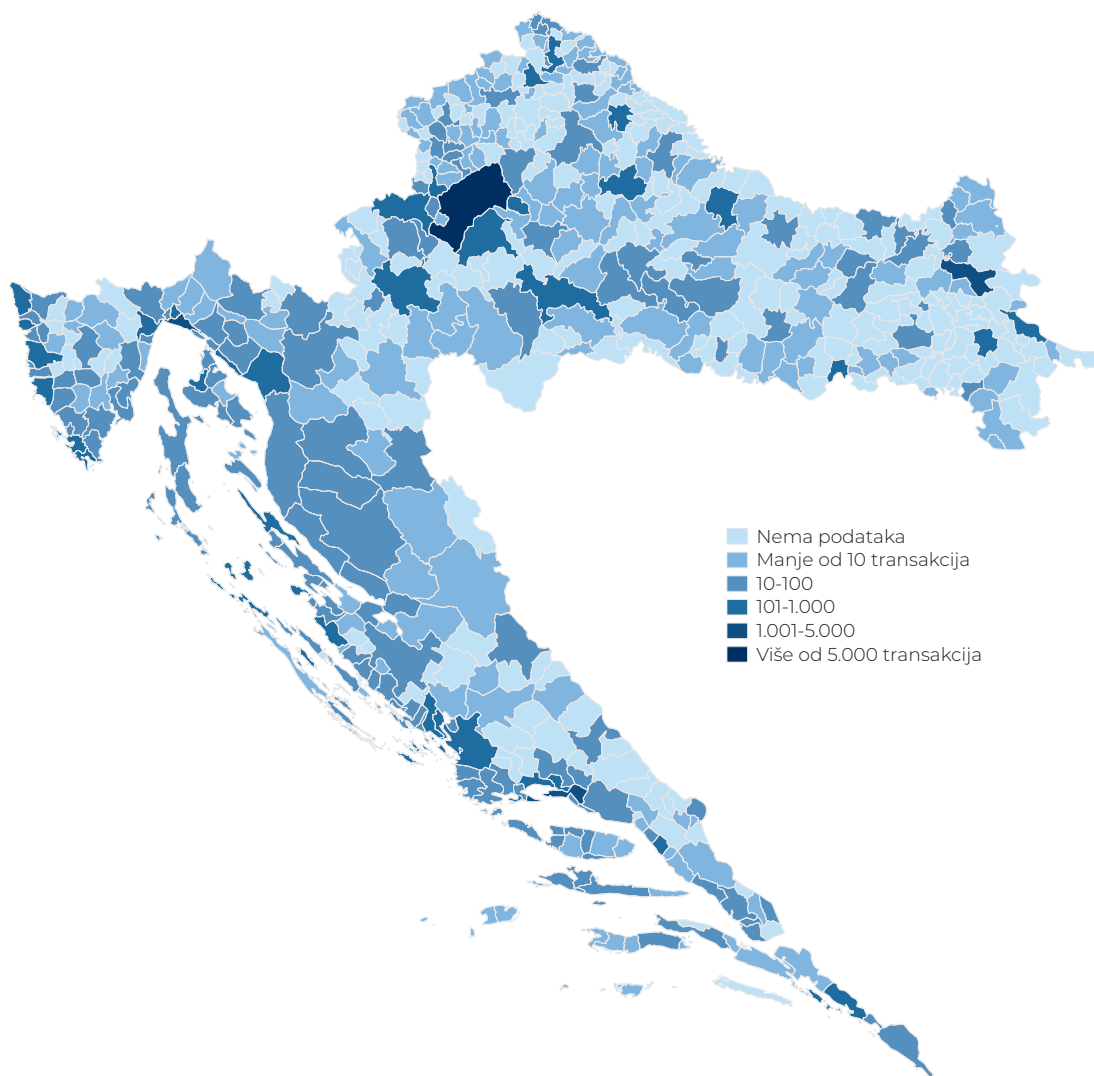 Nema podataka
Manje od 10 transakcija
10-100
101-1.000
1.001-5.000
Više od 5.000 transakcija